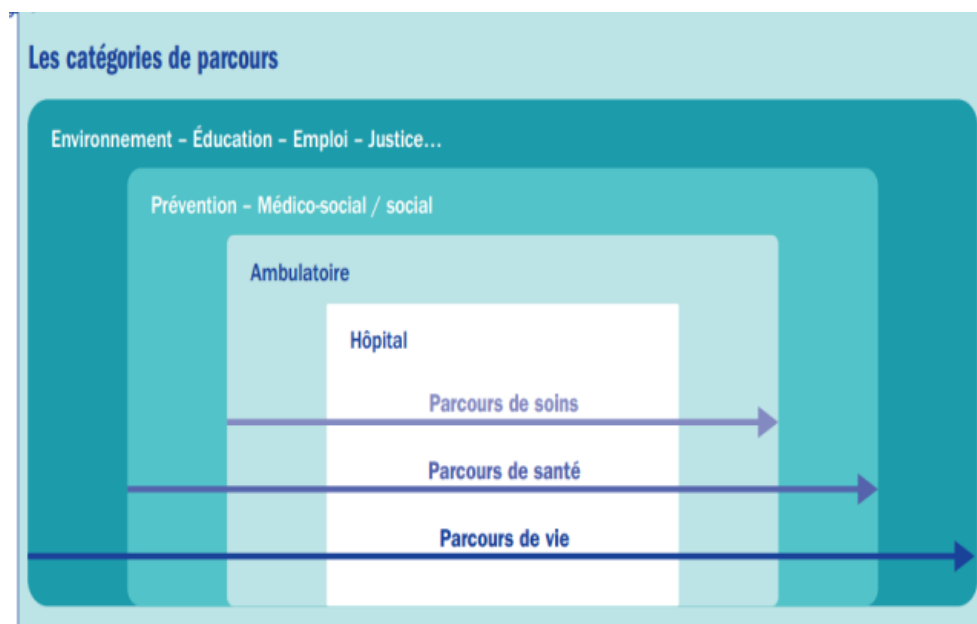 Les catégories de parcours
Environnement – Éducation – Emploi – Justice...
Prévention – Médico-social / social
Ambulatoire
Hôpital
Parcours de soins
Parcours de santé
Parcours de vie